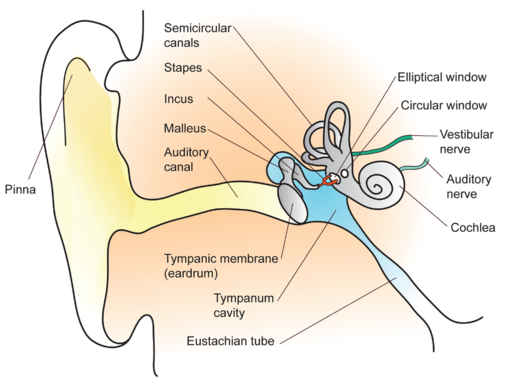 Semicircular
canals
Stapes
Incus
Malleus
Auditory
canal
Pinna
Elliptical window
Circular window
Vestibular
nerve
Auditory
nerve
Cochlea
Tympanic membrane
(eardrum)
Tympanum
cavity
Eustachian tube